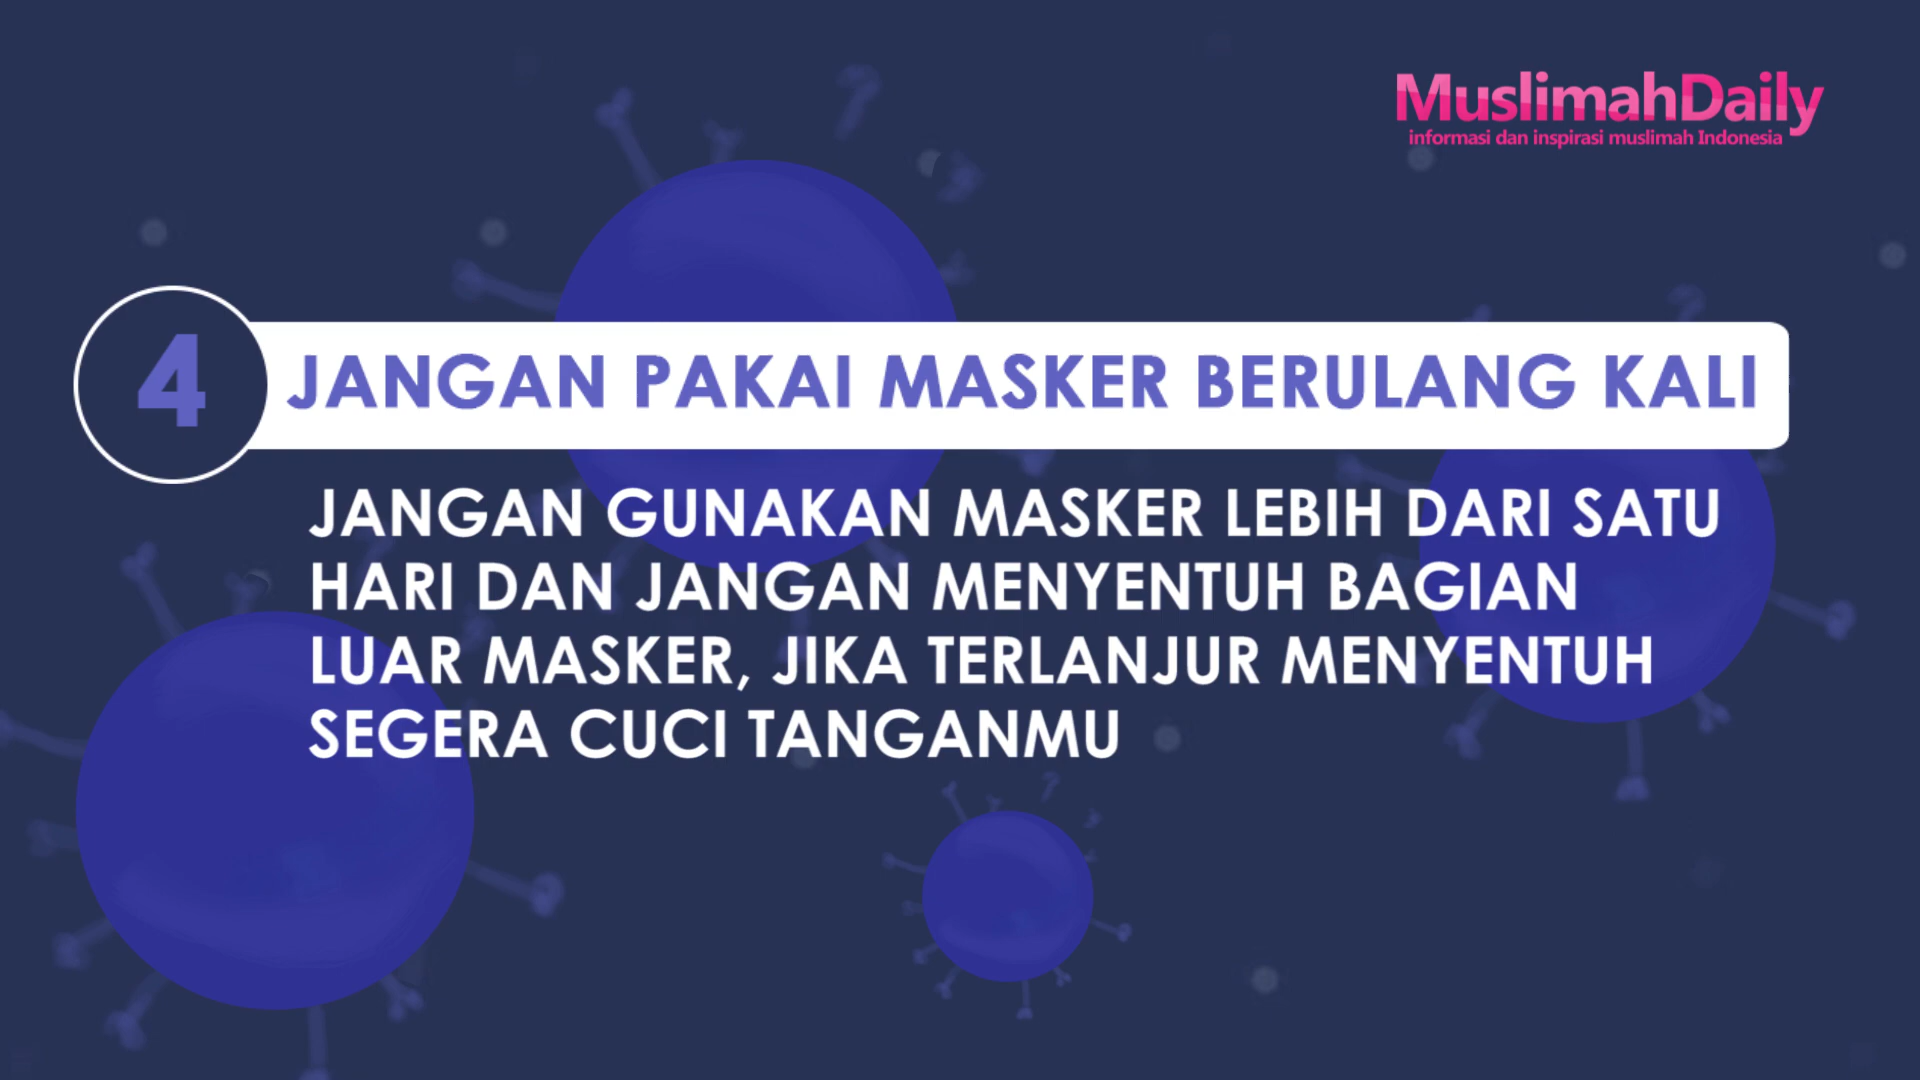 MuslimahDaily
informasi dan inspirasi muslimah Indonesia
4
JANGAN PAKAI MASKER BERULANG KALI
JANGAN GUNAKAN MASKER LEBIH DARI SATU
HARI DAN JANGAN MENYENTUH BAGIAN
LUAR MASKER, JIKA TERLANJUR MENYENTUH
SEGERA CUCI TANGANMU